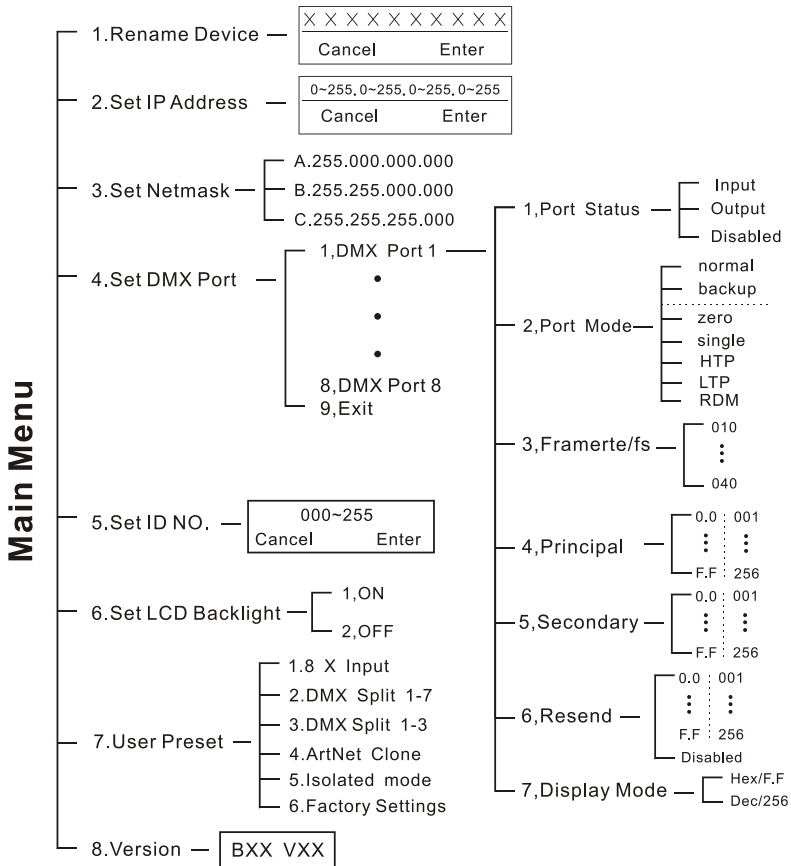 Main Menu
1.Rename Device
X X X X X X X X X X
Cancel Enter
2.Set IP Address
0~255.0~255.0~255.0~255
Cancel Enter
3.Set Netmask
A.255.000.000.000
B.255.255.000.000
C.255.255.255.000
4.Set DMX Port
1,DMX Port 1
8,DMX Port 8
9,Exit
1,Port Status
Input
Output
Disabled
2,Port Mode
normal
backup
zero
single
HTP
LTP
RDM
3,Framerte/fs
010
040
4,Principal
0.0 001
F.F 256
5,Secondary
0.0 001
F.F 256
6,Resend
0.0 001
F.F 256
Disabled
7,Display Mode
Hex/F.F
Dec/256
5.Set ID NO.
000~255
Cancel Enter
6.Set LCD Backlight
1,ON
2,OFF
7.User Preset
1.8 X Input
2.DMX Split 1-7
3.DMX Split 1-3
4.ArtNet Clone
5.Isolated mode
6.Factory Settings
8.Version
BXX VXX